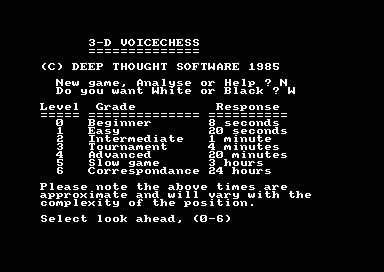 3-D VOICECHESS
===============
(C) DEEP THOUGHT SOFTWARE 1985
New game, Analyse or Help ? N
Do you want White or Black ? W
Level Grade Response
===== ============== ==========
0 Beginner 8 seconds
1 Easy 20 seconds
2 Intermediate 1 minute
3 Tournament 4 minutes
4 Advanced 20 minutes
5 Slow game 3 hours
6 Correspondance 24 hours
Please note the above times are
approximate and will vary with the
complexity of the position.
Select look ahead, (0-6)